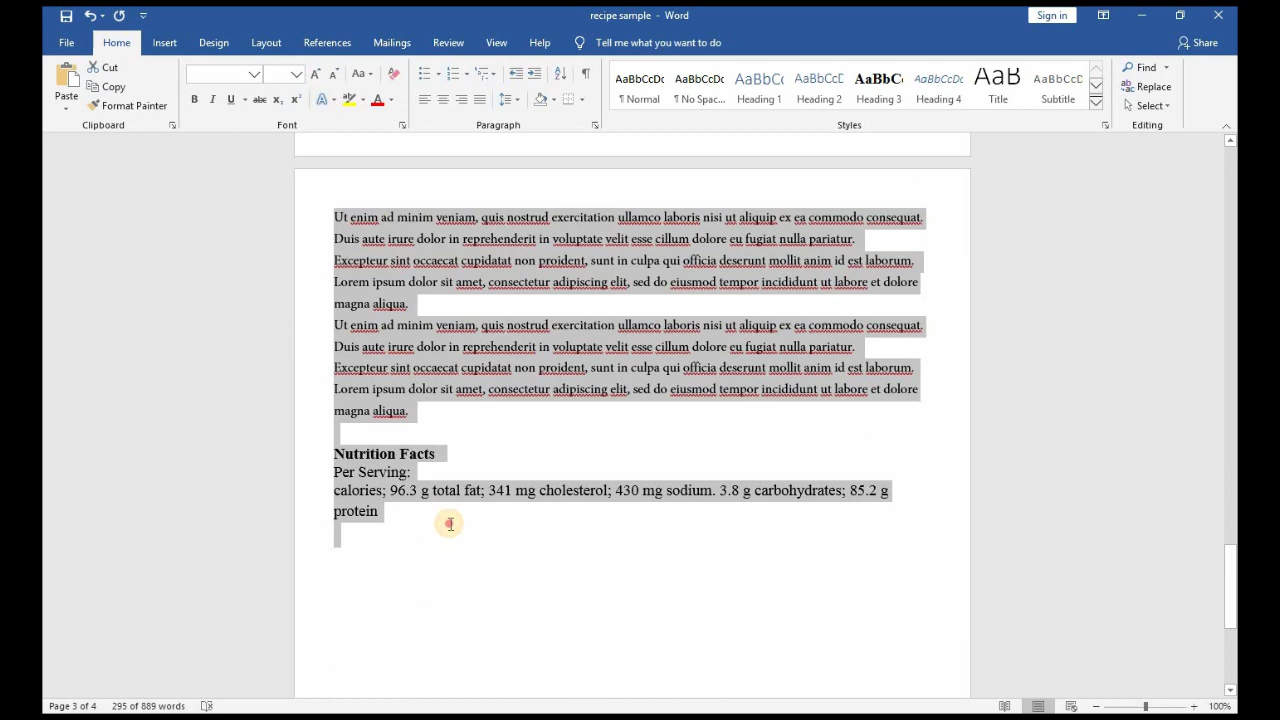 recipe sample - Word
Sign in
File Home Insert Design Layout References Mailings Review View Help Tell me what you want to do Share
Paste Cut
Copy
Format Painter
Aa
B I U abc x₂ x² A A
AaBbCcDc AaBbCcDc AaBbCc AaBbCcC AaBbC AaBbCcD AaB AaBbCcD
¶ Normal ¶ No Spac... Heading 1 Heading 2 Heading 3 Heading 4 Title Subtitle
Find
Replace
Select
Clipboard Font Paragraph Styles Editing
Ut enim ad minim veniam, quis nostrud exercitation ullamco laboris nisi ut aliquip ex ea commodo consequat.
Duis aute irure dolor in reprehenderit in voluptate velit esse cillum dolore eu fugiat nulla pariatur.
Excepteur sint occaecat cupidatat non proident, sunt in culpa qui officia deserunt mollit anim id est laborum.
Lorem ipsum dolor sit amet, consectetur adipiscing elit, sed do eiusmod tempor incididunt ut labore et dolore
magna aliqua.
Ut enim ad minim veniam, quis nostrud exercitation ullamco laboris nisi ut aliquip ex ea commodo consequat.
Duis aute irure dolor in reprehenderit in voluptate velit esse cillum dolore eu fugiat nulla pariatur.
Excepteur sint occaecat cupidatat non proident, sunt in culpa qui officia deserunt mollit anim id est laborum.
Lorem ipsum dolor sit amet, consectetur adipiscing elit, sed do eiusmod tempor incididunt ut labore et dolore
magna aliqua.
Nutrition Facts
Per Serving:
calories; 96.3 g total fat; 341 mg cholesterol; 430 mg sodium. 3.8 g carbohydrates; 85.2 g
protein
Page 3 of 4 295 of 889 words 100%